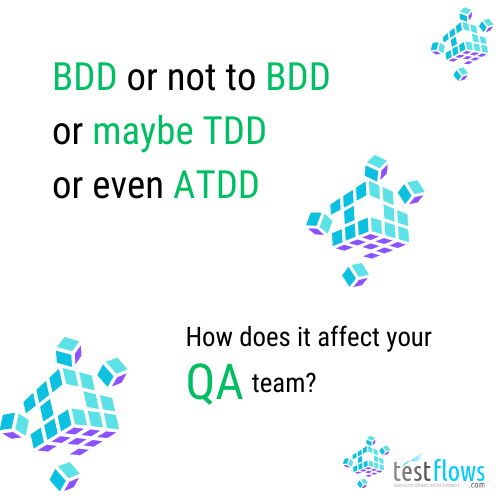 BDD or not to BDD
or maybe TDD
or even ATDD
How does it affect your
QA team?
testflows
.com